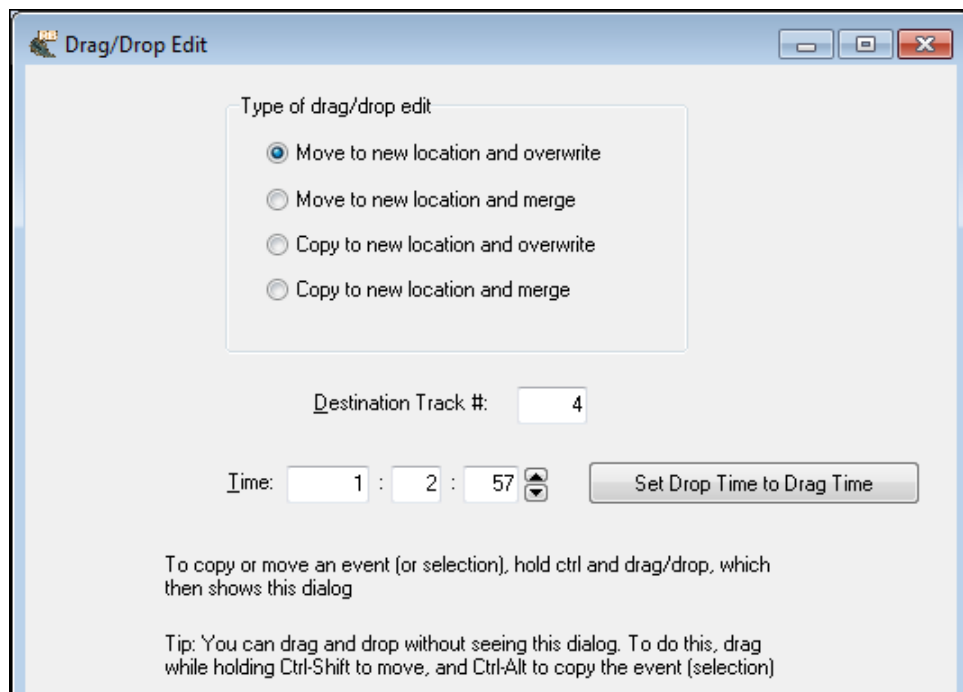 Drag/Drop Edit
Type of drag/drop edit
Move to new location and overwrite
Move to new location and merge
Copy to new location and overwrite
Copy to new location and merge
Destination Track #: 4
Time: 1 : 2 : 57 Set Drop Time to Drag Time
To copy or move an event (or selection), hold ctrl and drag/drop, which
then shows this dialog
Tip: You can drag and drop without seeing this dialog. To do this, drag
while holding Ctrl-Shift to move, and Ctrl-Alt to copy the event (selection)